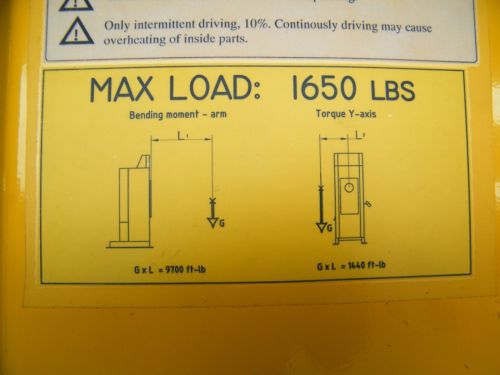 Only intermittent driving, 10%. Continously driving may cause
overheating of inside parts.
MAX LOAD: 1650 LBS
Bending moment - arm
Torque Y-axis
L
L
G
G
G x L = 9700 ft-lb
G x L = 1440 ft-lb